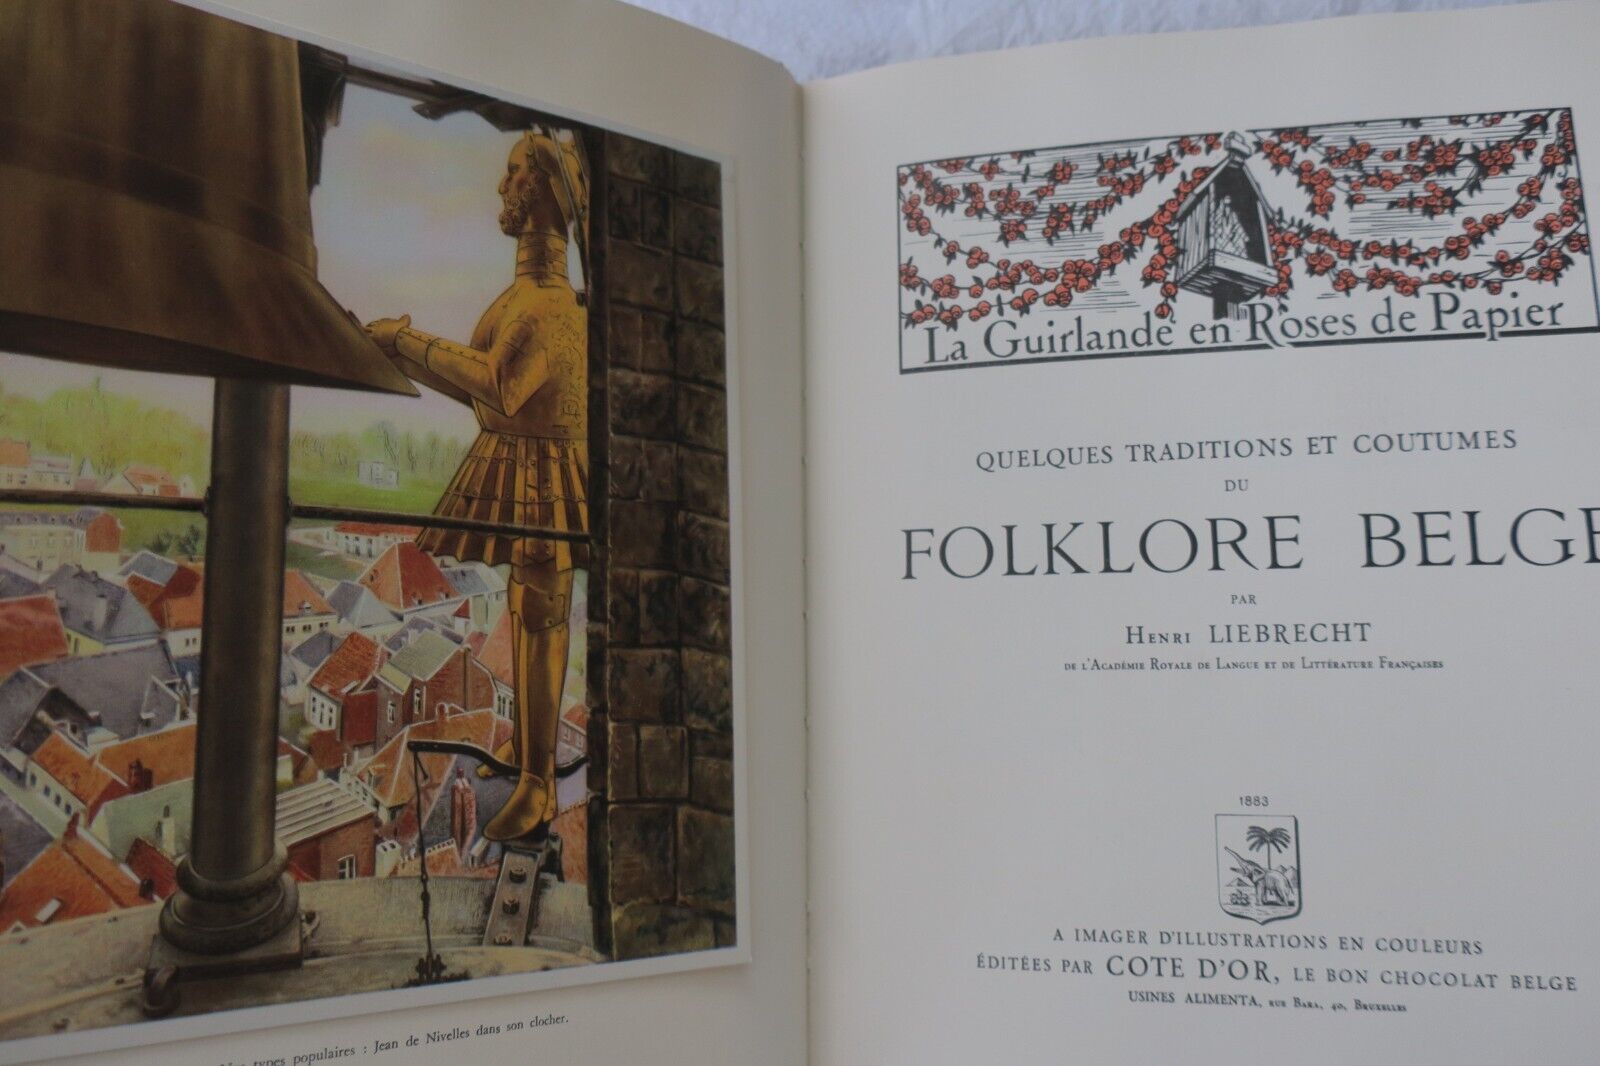 types populaires : Jean de Nivelles dans son clocher.
La Guirlande en Roses de Papier
QUELQUES TRADITIONS ET COUTUMES
DU
FOLKLORE BELGE
PAR
HENRI LIEBRECHT
DE L'ACADÉMIE ROYALE DE LANGUE ET DE LITTÉRATURE FRANÇAISES
1883
A IMAGER D'ILLUSTRATIONS EN COULEURS
ÉDITÉES PAR COTE D'OR, LE BON CHOCOLAT BELGE
USINES ALIMENTA, RUE BARA, 40, BRUXELLES